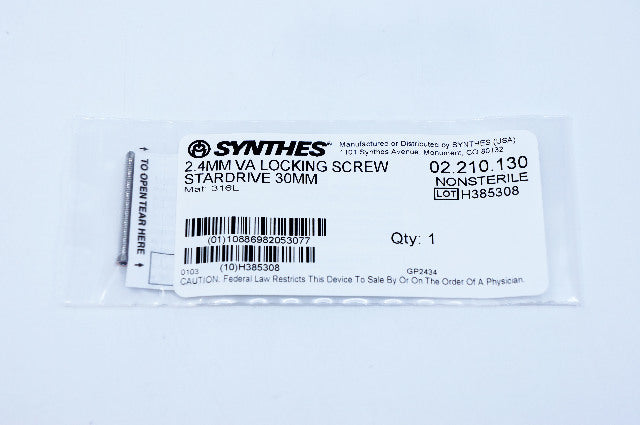 SYNTHES®
Manufactured or Distributed by SYNTHES (USA)
1101 Synthes Avenue, Monument, CO 80132
2.4MM VA LOCKING SCREW
STARDRIVE 30MM
Mat: 316L
02.210.130
NONSTERILE
LOT H385308
(01)10886982053077
Qty: 1
(10)H385308
0103
GP2434
CAUTION: Federal Law Restricts This Device To Sale By Or On The Order Of A Physician.
TO OPEN TEAR HERE